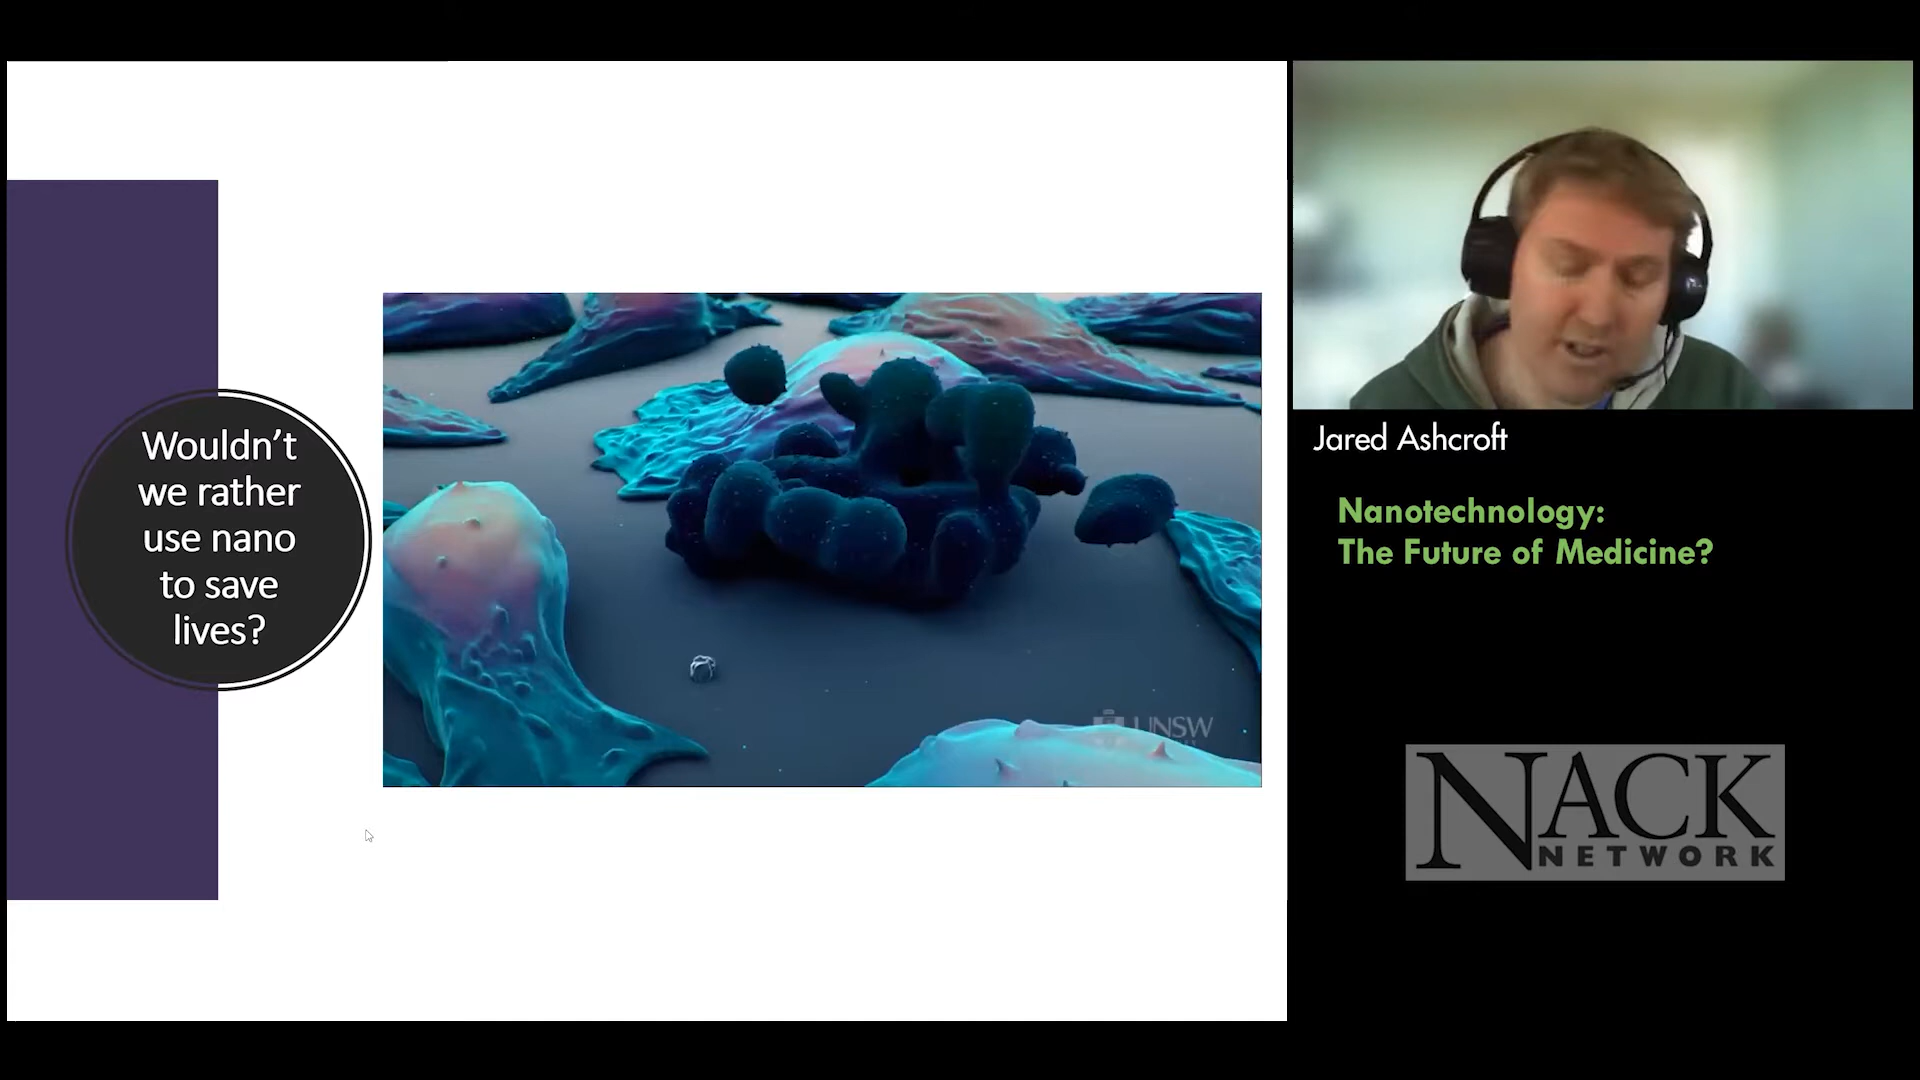 Wouldn't
we rather
use nano
to save
lives?
UNSW
Jared Ashcroft
Nanotechnology:
The Future of Medicine?
NACK
NETWORK